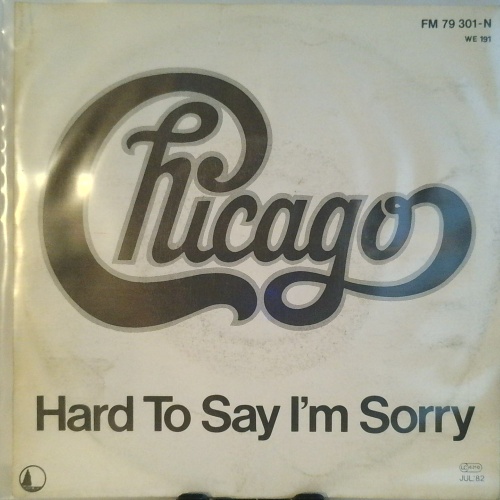 FM 79 301-N
WE 191
Chicago
Hard To Say I'm Sorry
JUL:82